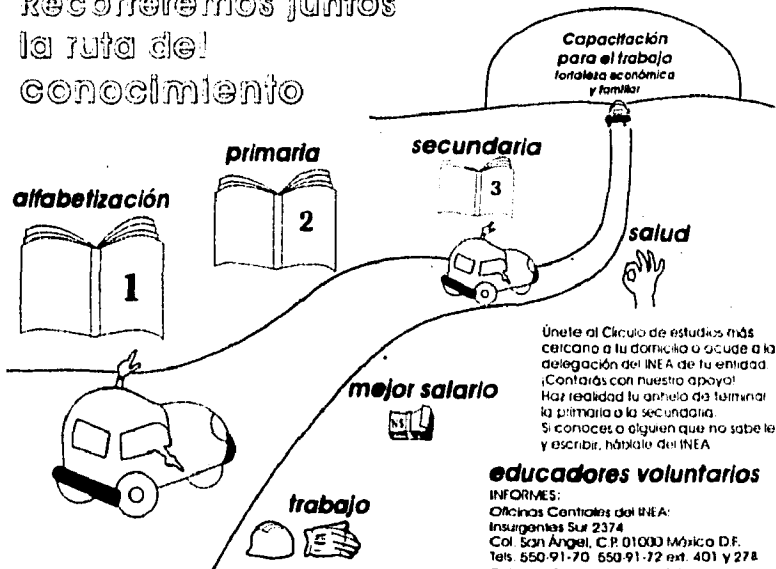 Recorreremos juntos
la ruta del
conocimiento
Capacitación
para el trabajo
fortaleza económica
y familiar
alfabetización
1
primaria
2
secundaria
3
salud
Únete al Círculo de estudios más
cercano a tu domicilio o acude a la
delegación del INEA de tu entidad.
¡Contarás con nuestro apoyo!
Haz realidad tu anhelo de terminar
la primaria o la secundaria.
Si conoces a alguien que no sabe le
y escribir, háblale del INEA
mejor salario
N$
trabajo
educadores voluntarios
INFORMES:
Oficinas Centrales del INEA:
Insurgentes Sur 2374
Col. San Ángel, C.P. 01000 México D.F.
Tels. 550-91-70 550-91-72 ext. 401 y 278